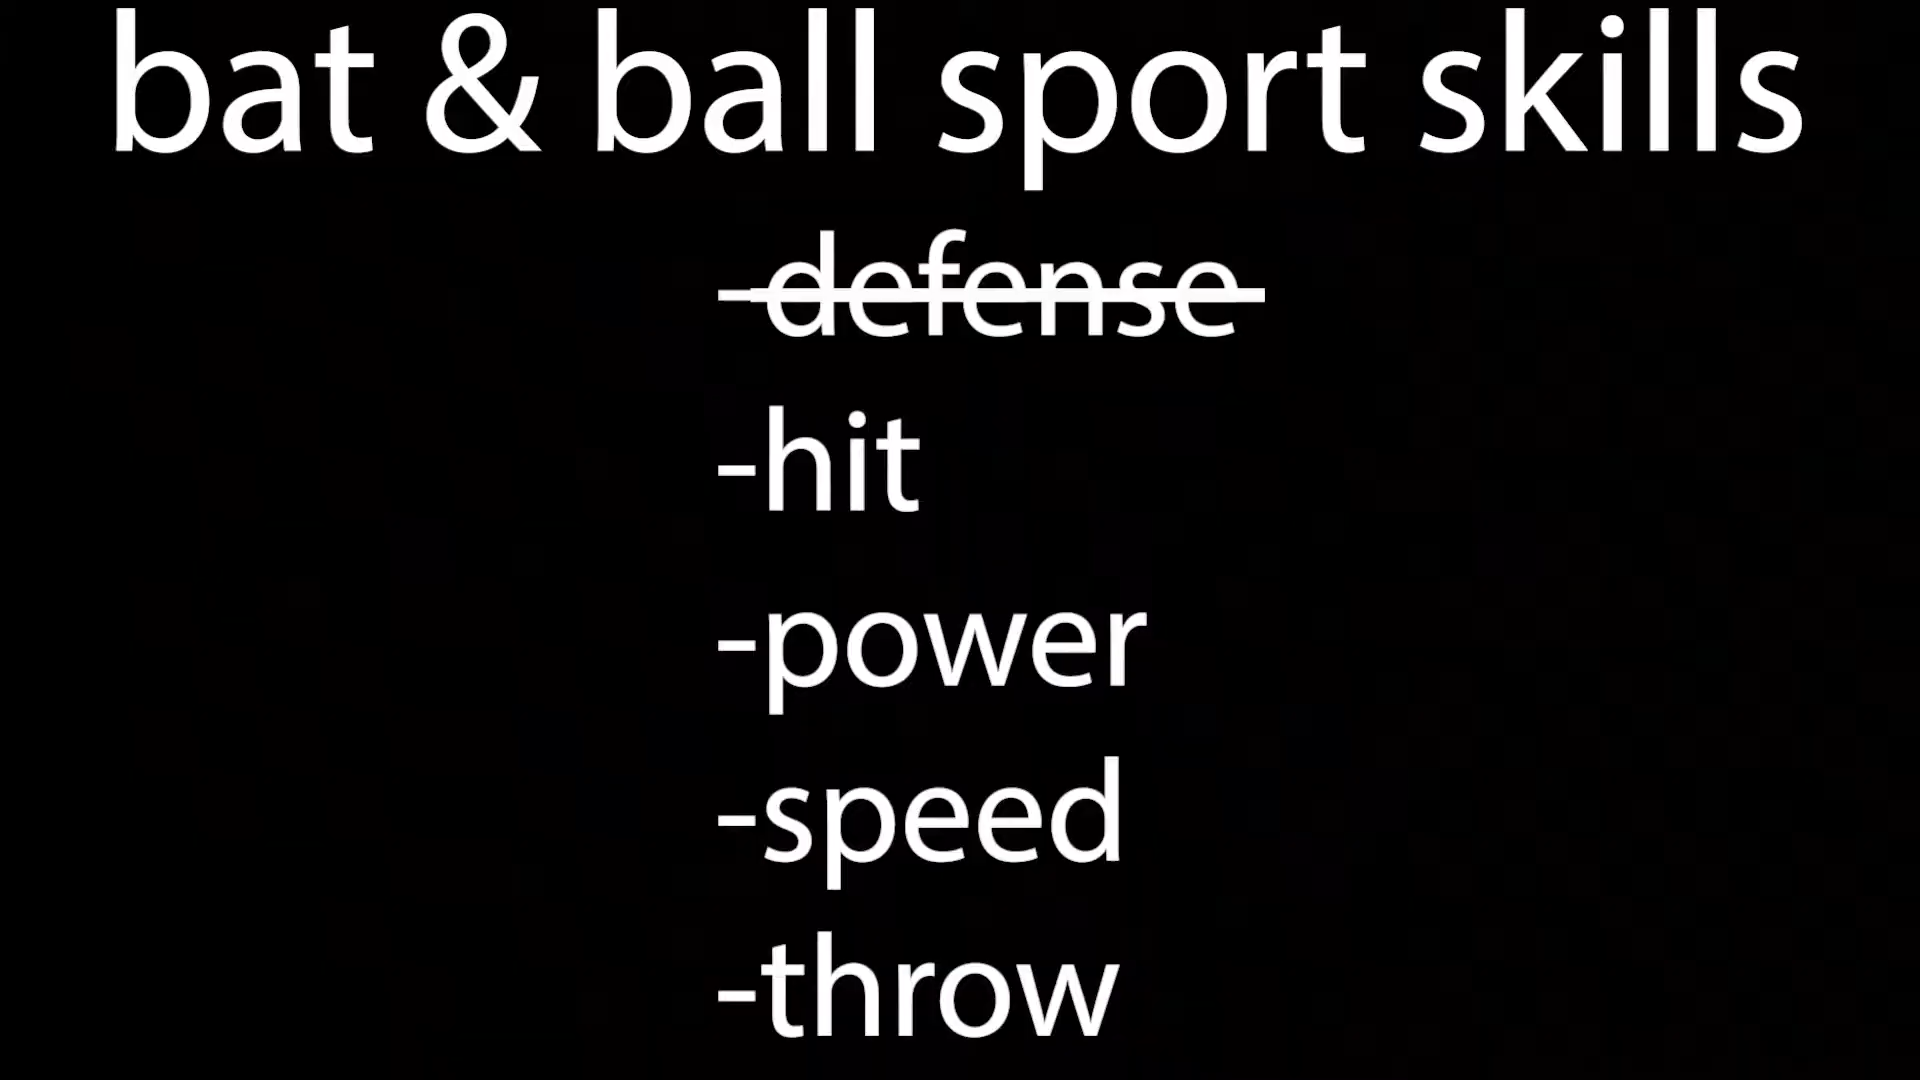 bat & ball sport skills
-defense
-hit
-power
-speed
-throw